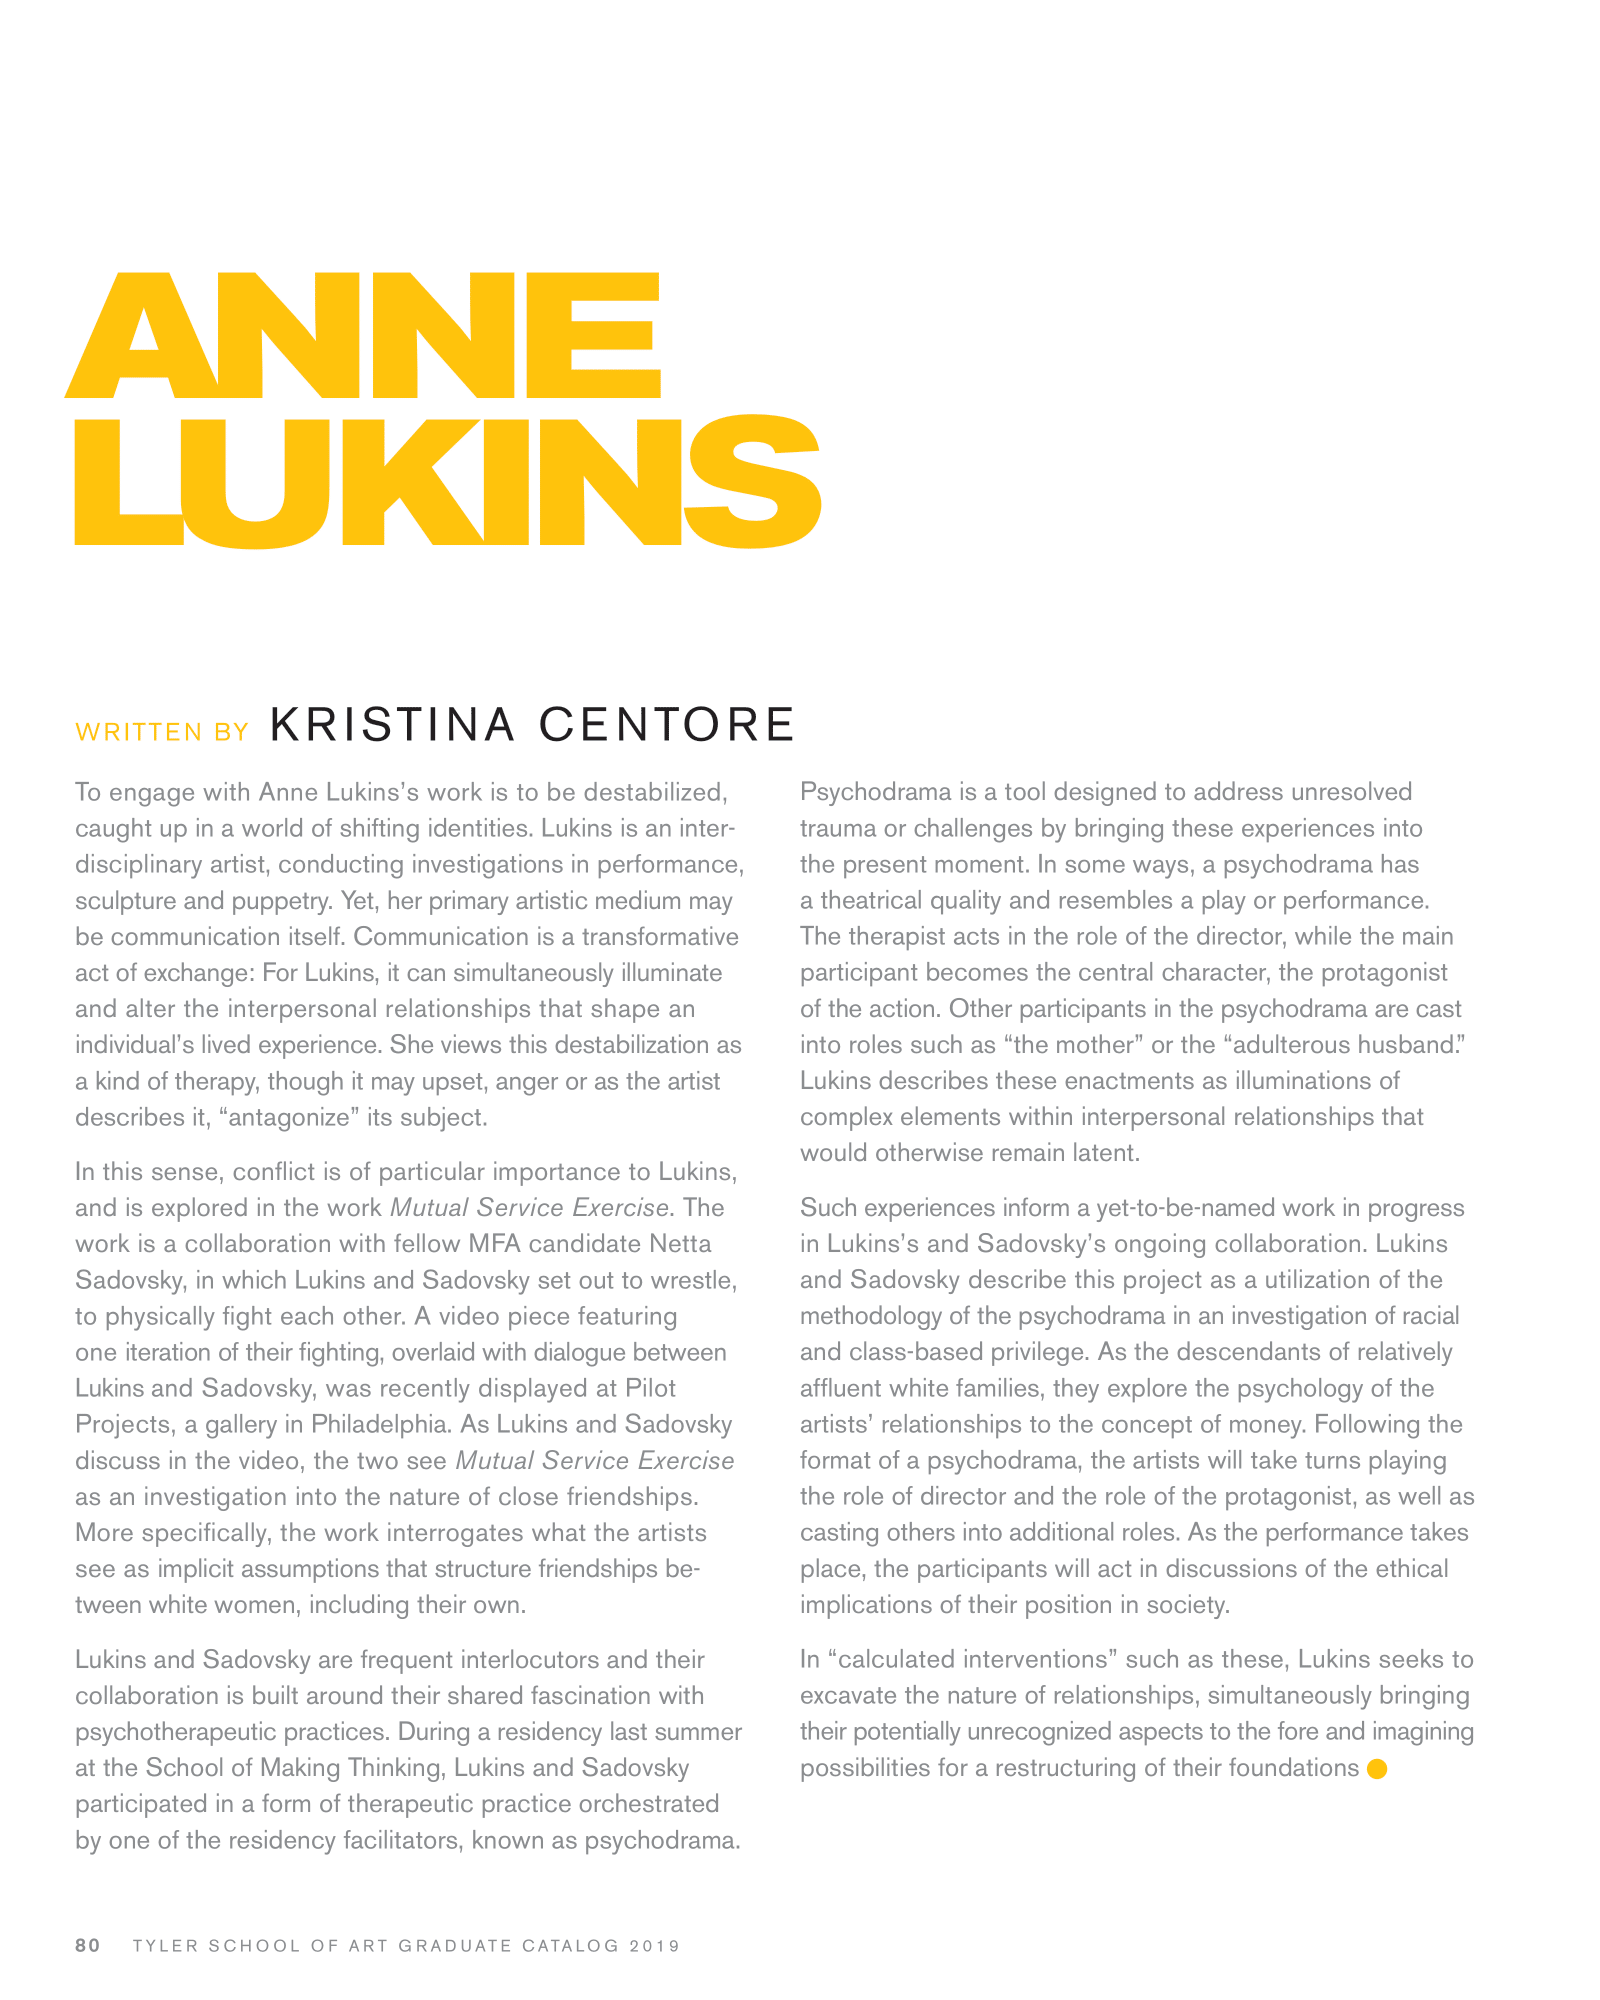 ANNE
LUKINS
WRITTEN BY KRISTINA CENTORE
To engage with Anne Lukins’s work is to be destabilized,
caught up in a world of shifting identities. Lukins is an inter-
disciplinary artist, conducting investigations in performance,
sculpture and puppetry. Yet, her primary artistic medium may
be communication itself. Communication is a transformative
act of exchange: For Lukins, it can simultaneously illuminate
and alter the interpersonal relationships that shape an
individual’s lived experience. She views this destabilization as
a kind of therapy, though it may upset, anger or as the artist
describes it, “antagonize” its subject.
In this sense, conflict is of particular importance to Lukins,
and is explored in the work Mutual Service Exercise. The
work is a collaboration with fellow MFA candidate Netta
Sadovsky, in which Lukins and Sadovsky set out to wrestle,
to physically fight each other. A video piece featuring
one iteration of their fighting, overlaid with dialogue between
Lukins and Sadovsky, was recently displayed at Pilot
Projects, a gallery in Philadelphia. As Lukins and Sadovsky
discuss in the video, the two see Mutual Service Exercise
as an investigation into the nature of close friendships.
More specifically, the work interrogates what the artists
see as implicit assumptions that structure friendships be-
tween white women, including their own.
Lukins and Sadovsky are frequent interlocutors and their
collaboration is built around their shared fascination with
psychotherapeutic practices. During a residency last summer
at the School of Making Thinking, Lukins and Sadovsky
participated in a form of therapeutic practice orchestrated
by one of the residency facilitators, known as psychodrama.
Psychodrama is a tool designed to address unresolved
trauma or challenges by bringing these experiences into
the present moment. In some ways, a psychodrama has
a theatrical quality and resembles a play or performance.
The therapist acts in the role of the director, while the main
participant becomes the central character, the protagonist
of the action. Other participants in the psychodrama are cast
into roles such as “the mother” or the “adulterous husband.”
Lukins describes these enactments as illuminations of
complex elements within interpersonal relationships that
would otherwise remain latent.
Such experiences inform a yet-to-be-named work in progress
in Lukins’s and Sadovsky’s ongoing collaboration. Lukins
and Sadovsky describe this project as a utilization of the
methodology of the psychodrama in an investigation of racial
and class-based privilege. As the descendants of relatively
affluent white families, they explore the psychology of the
artists’ relationships to the concept of money. Following the
format of a psychodrama, the artists will take turns playing
the role of director and the role of the protagonist, as well as
casting others into additional roles. As the performance takes
place, the participants will act in discussions of the ethical
implications of their position in society.
In “calculated interventions” such as these, Lukins seeks to
excavate the nature of relationships, simultaneously bringing
their potentially unrecognized aspects to the fore and imagining
possibilities for a restructuring of their foundations
80 TYLER SCHOOL OF ART GRADUATE CATALOG 2019